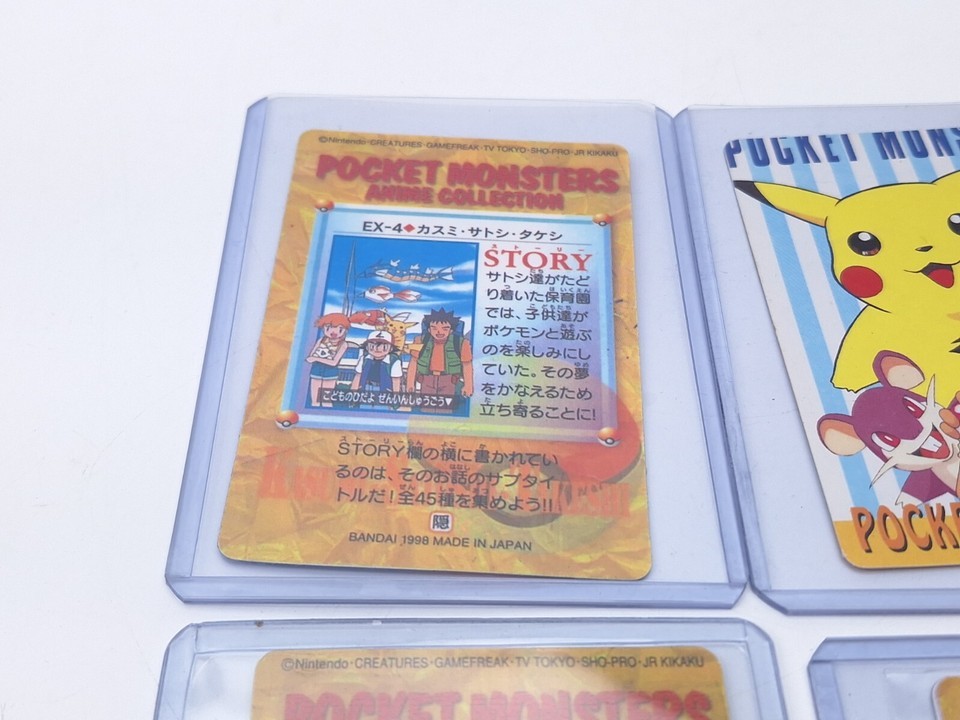 ©Nintendo・CREATURES・GAMEFREAK・TV TOKYO・SHO-PRO・JR KIKAKU
POCKET MONSTERS
ANIME COLLECTION
EX-4◆カスミ・サトシ・タケシ
ストーリー
STORY
サトシ達がたど
り着いた保育園
では、子供達が
ポケモンと遊ぶ
のを楽しみにし
ていた。その夢
をかなえるため
立ち寄ることに!
こどものひだよ ぜんいんしゅうごう▼
STORY欄の横に書かれてい
るのは、そのお話のサブタイ
トルだ!全45種を集めよう!!
隠
BANDAI 1998 MADE IN JAPAN
POCKET MONS
POCKE
©Nintendo・CREATURES・GAMEFREAK・TV TOKYO・SHO-PRO・JR KIKAKU
POCKET MONSTERS